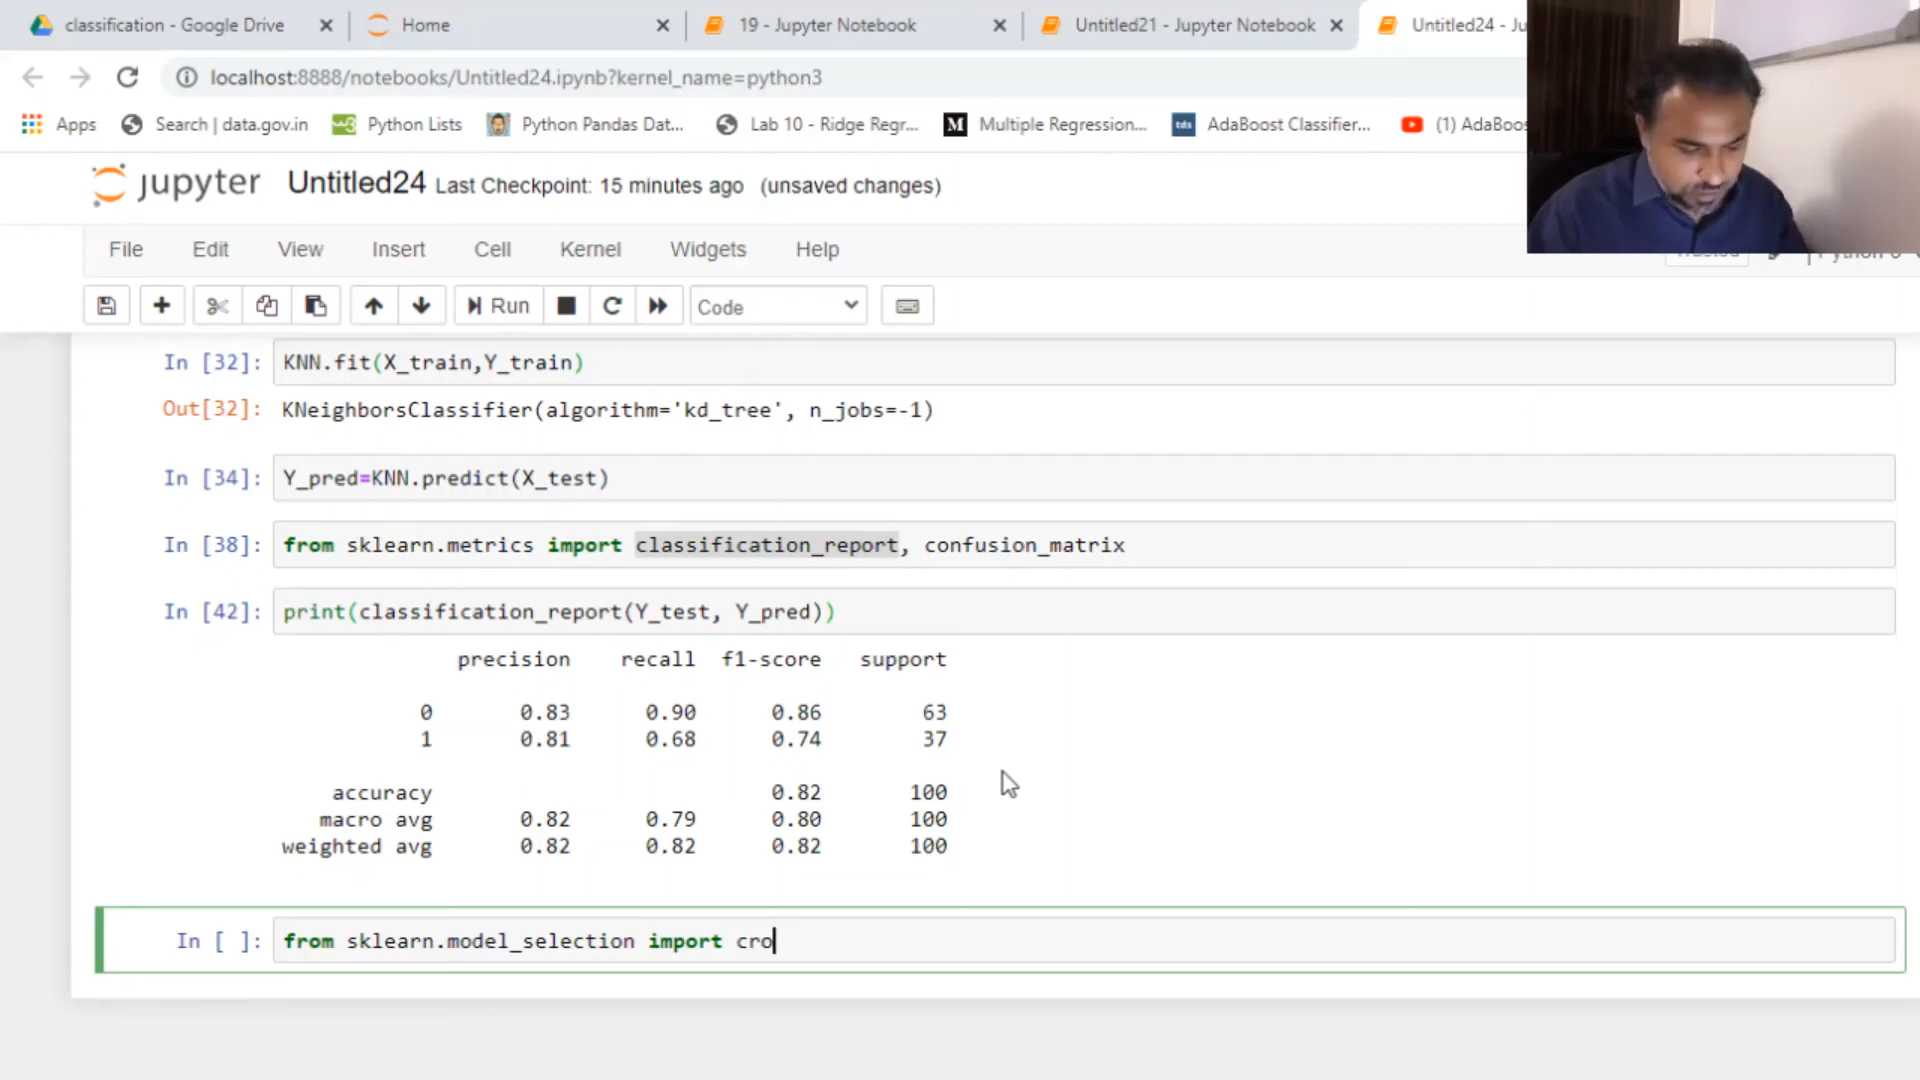 classification - Google Drive
Home
19 - Jupyter Notebook
Untitled21 - Jupyter Notebook
Untitled24 - Ju
localhost:8888/notebooks/Untitled24.ipynb?kernel_name=python3
Apps
Search | data.gov.in
Python Lists
Python Pandas Dat...
Lab 10 - Ridge Regr...
M
Multiple Regression...
tds
AdaBoost Classifier...
(1) AdaBoos
jupyter Untitled24 Last Checkpoint: 15 minutes ago (unsaved changes)
File Edit View Insert Cell Kernel Widgets Help
Run
Code
In [32]: KNN.fit(X_train,Y_train)
Out[32]: KNeighborsClassifier(algorithm='kd_tree', n_jobs=-1)
In [34]: Y_pred=KNN.predict(X_test)
In [38]: from sklearn.metrics import classification_report, confusion_matrix
In [42]: print(classification_report(Y_test, Y_pred))
precision recall f1-score support
0 0.83 0.90 0.86 63
1 0.81 0.68 0.74 37
accuracy 0.82 100
macro avg 0.82 0.79 0.80 100
weighted avg 0.82 0.82 0.82 100
In [ ]: from sklearn.model_selection import cro